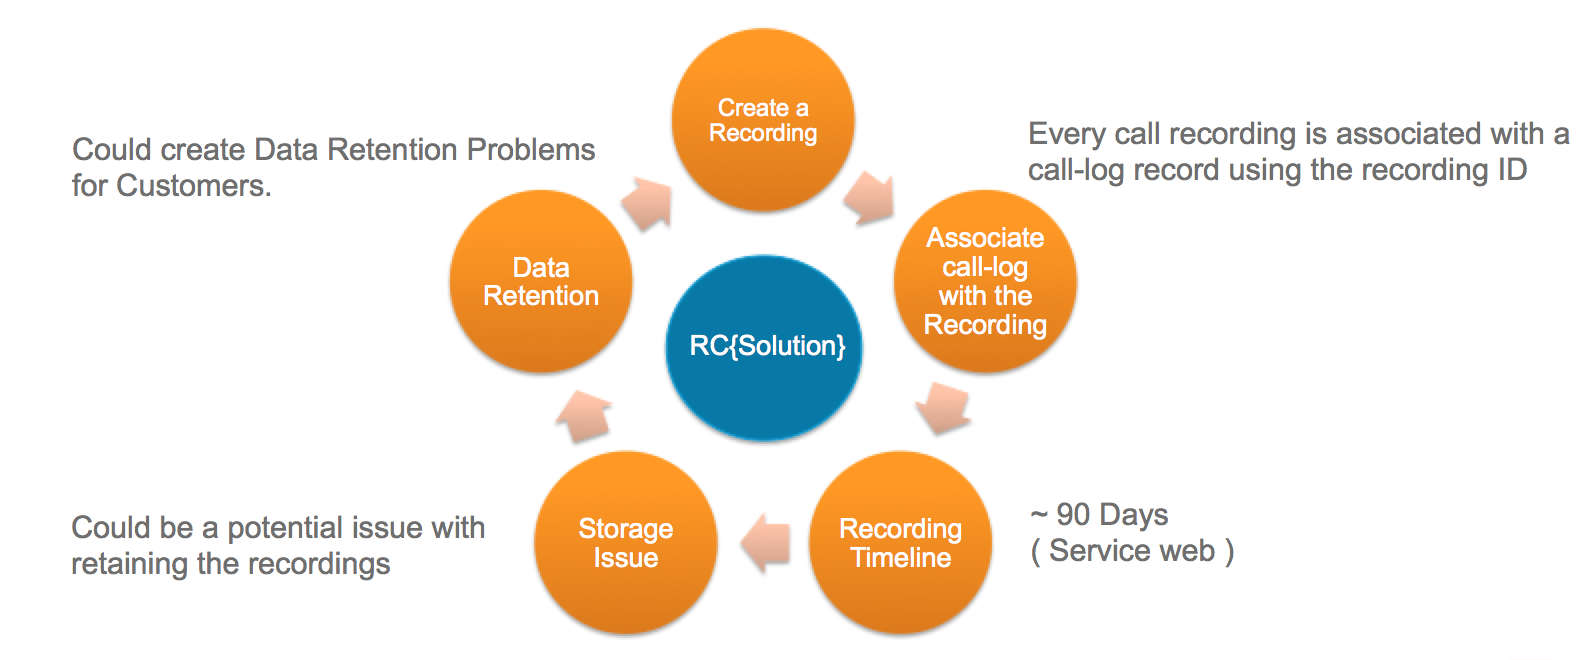 Create a
Recording
Every call recording is associated with a
call-log record using the recording ID
Associate
call-log
with the
Recording
~ 90 Days
( Service web )
Recording
Timeline
Storage
Issue
Could be a potential issue with
retaining the recordings
Data
Retention
Could create Data Retention Problems
for Customers.
RC{Solution}